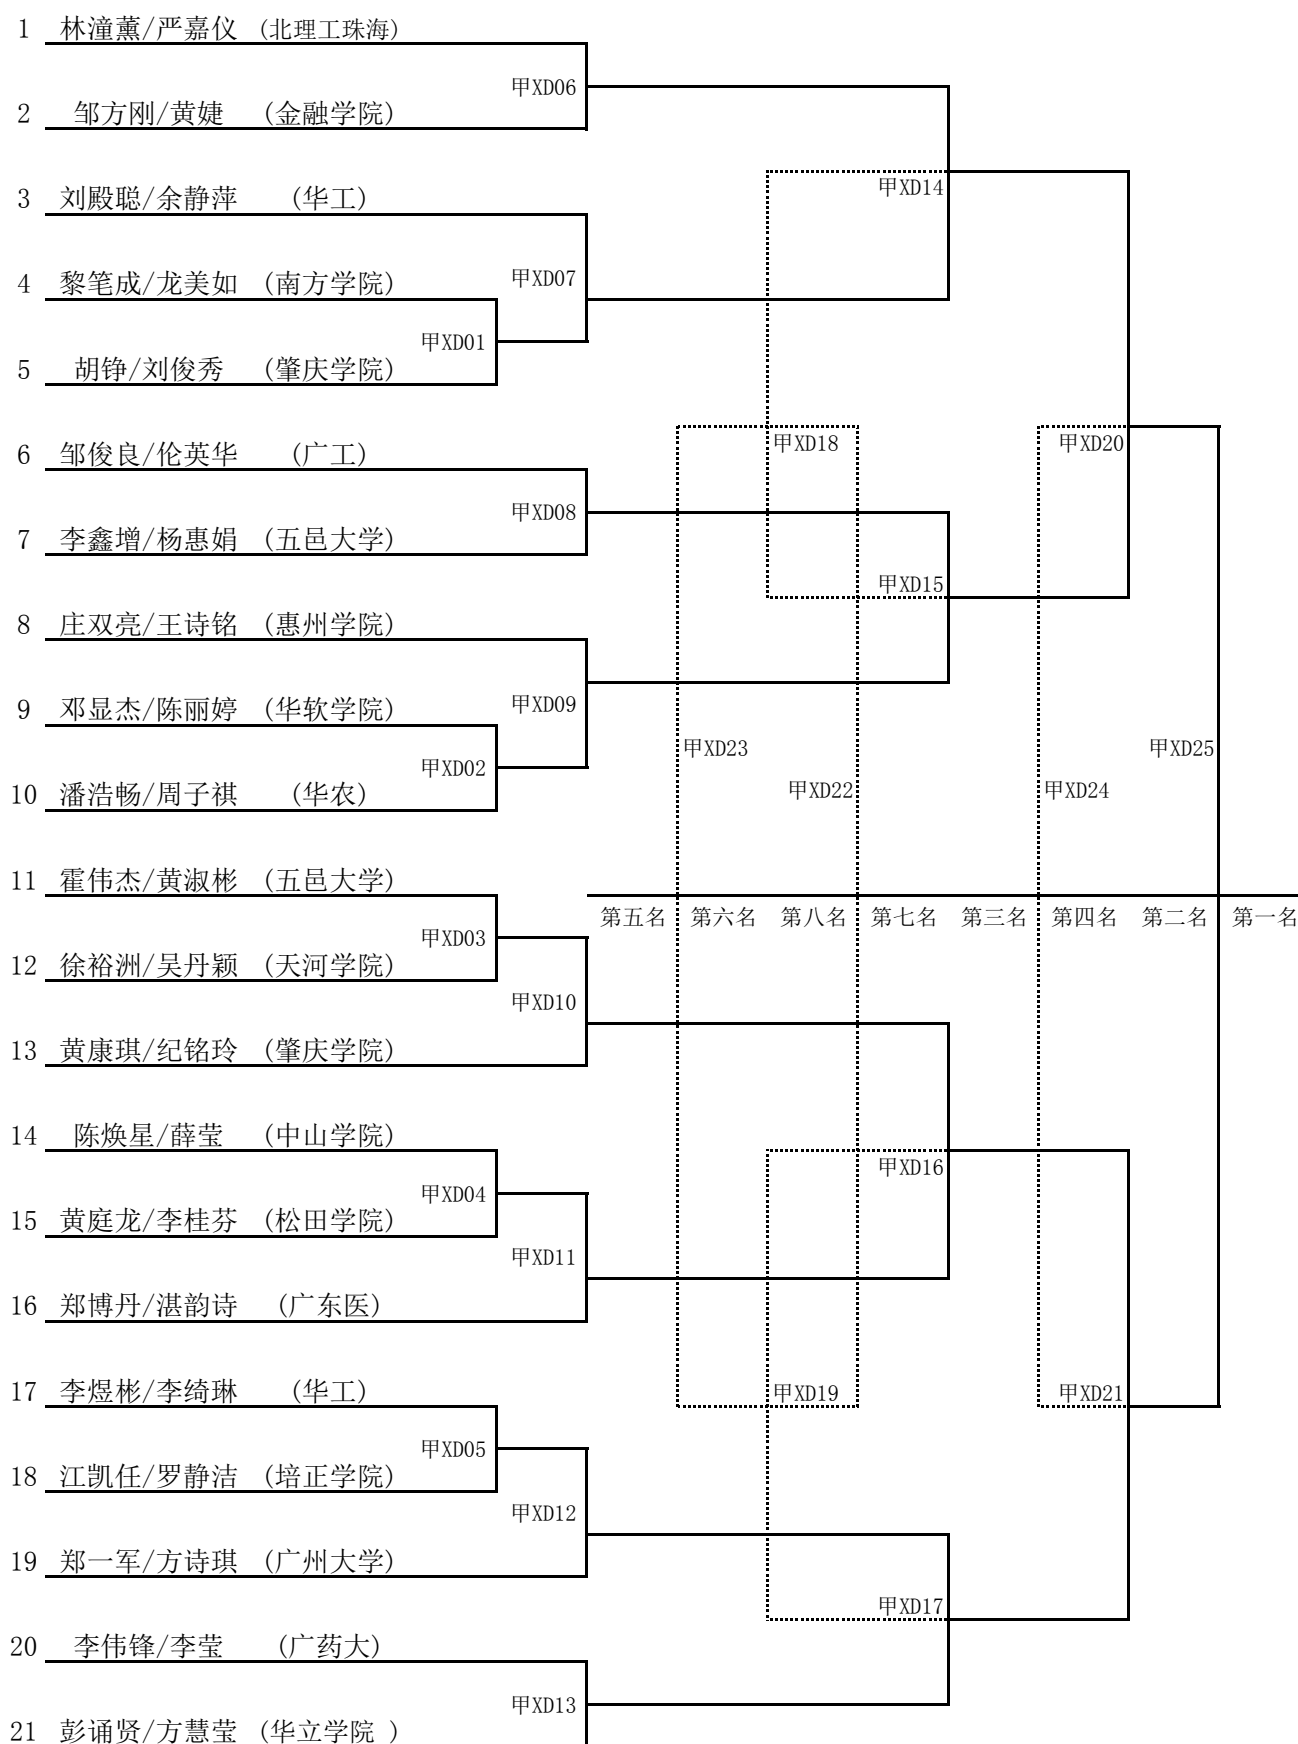 1 林潼薰/严嘉仪 (北理工珠海)
甲XD06
2 邹方刚/黄婕 (金融学院)
甲XD14
3 刘殿聪/余静萍 (华工)
甲XD07
4 黎笔成/龙美如 (南方学院)
甲XD01
5 胡铮/刘俊秀 (肇庆学院)
甲XD18 甲XD20
6 邹俊良/伦英华 (广工)
甲XD08
7 李鑫增/杨惠娟 (五邑大学)
甲XD15
8 庄双亮/王诗铭 (惠州学院)
甲XD09
9 邓显杰/陈丽婷 (华软学院)
甲XD23 甲XD25
甲XD02
10 潘浩畅/周子祺 (华农)
甲XD22 甲XD24
11 霍伟杰/黄淑彬 (五邑大学)
第五名 第六名 第八名 第七名 第三名 第四名 第二名 第一名
甲XD03
12 徐裕洲/吴丹颖 (天河学院)
甲XD10
13 黄康琪/纪铭玲 (肇庆学院)
14 陈焕星/薛莹 (中山学院)
甲XD16
甲XD04
15 黄庭龙/李桂芬 (松田学院)
甲XD11
16 郑博丹/湛韵诗 (广东医)
17 李煜彬/李绮琳 (华工)
甲XD19 甲XD21
甲XD05
18 江凯任/罗静洁 (培正学院)
甲XD12
19 郑一军/方诗琪 (广州大学)
甲XD17
20 李伟锋/李莹 (广药大)
甲XD13
21 彭诵贤/方慧莹 (华立学院 )